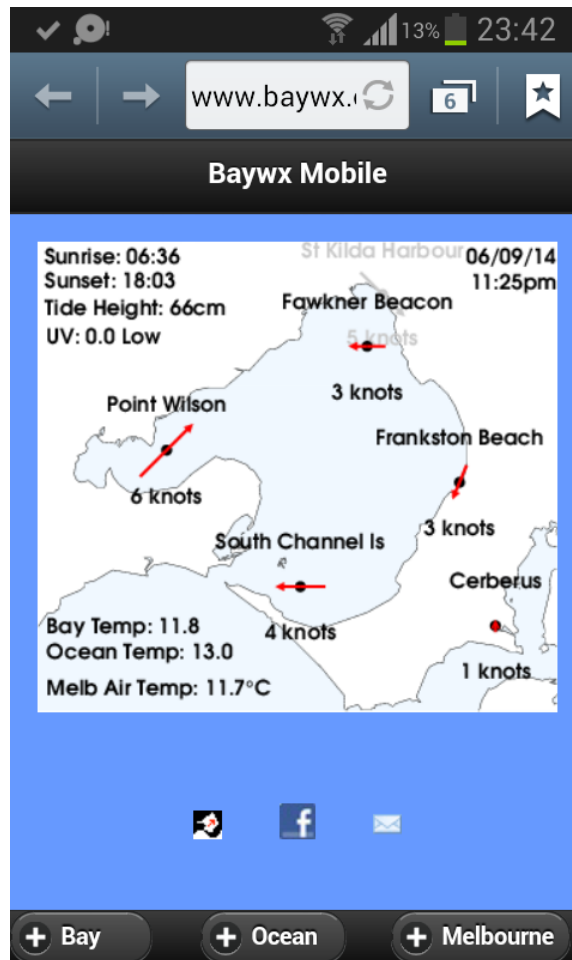 13% 23:42
www.baywx.
6
Baywx Mobile
Sunrise: 06:36
Sunset: 18:03
Tide Height: 66cm
UV: 0.0 Low
St Kilda Harbour
06/09/14
11:25pm
Fawkner Beacon
5 knots
3 knots
Point Wilson
6 knots
Frankston Beach
3 knots
South Channel Is
4 knots
Cerberus
1 knots
Bay Temp: 11.8
Ocean Temp: 13.0
Melb Air Temp: 11.7°C
f
Bay
Ocean
Melbourne